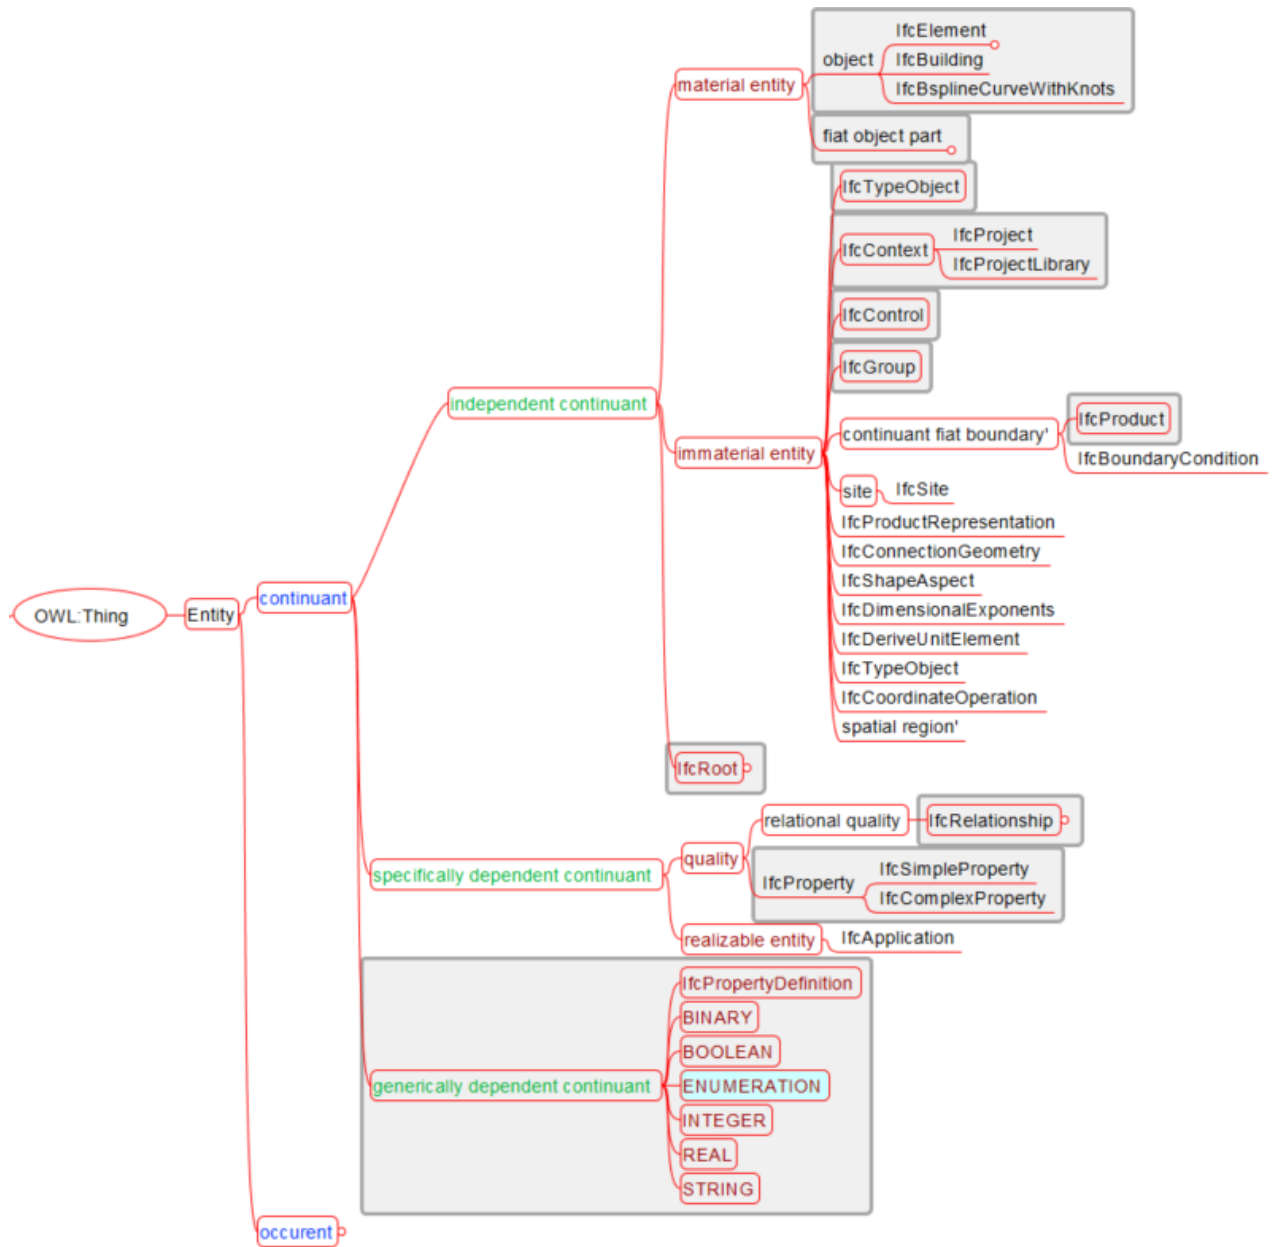 IfcElement
object
IfcBuilding
IfcBsplineCurveWithKnots
material entity
fiat object part
IfcTypeObject
IfcContext
IfcProject
IfcProjectLibrary
IfcControl
IfcGroup
independent continuant
immaterial entity
continuant fiat boundary'
IfcProduct
IfcBoundaryCondition
site
IfcSite
IfcProductRepresentation
IfcConnectionGeometry
IfcShapeAspect
IfcDimensionalExponents
IfcDeriveUnitElement
IfcTypeObject
IfcCoordinateOperation
spatial region'
OWL:Thing
Entity
continuant
IfcRoot
relational quality
IfcRelationship
quality
IfcProperty
IfcSimpleProperty
IfcComplexProperty
specifically dependent continuant
realizable entity
IfcApplication
IfcPropertyDefinition
BINARY
BOOLEAN
generically dependent continuant
ENUMERATION
INTEGER
REAL
STRING
occurent